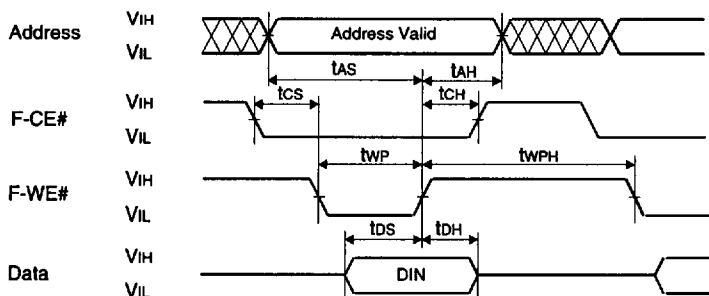 Address VIH VIL Address Valid
tAS tAH
F-CE# VIH VIL tCS tCH
F-WE# VIH VIL tWP tWPH
tDS tDH
Data VIH VIL DIN